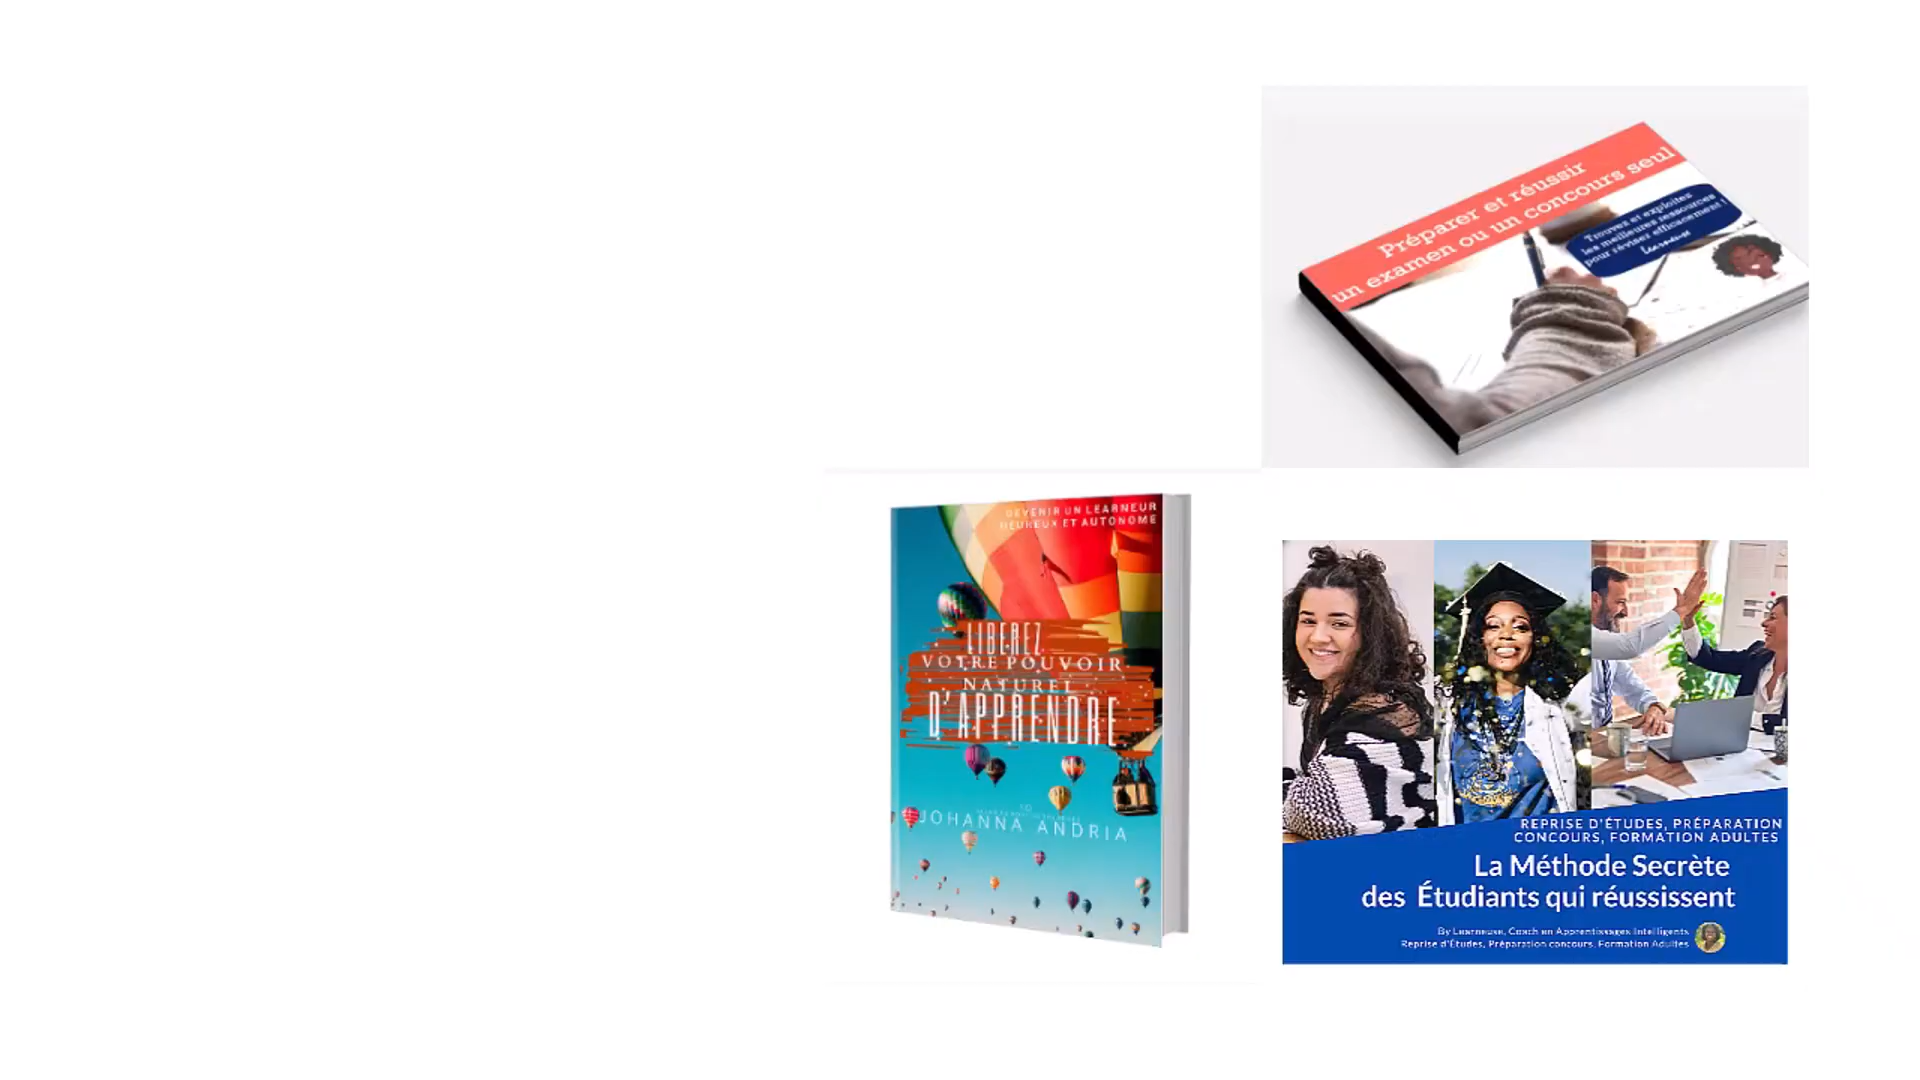 Préparer et réussir
un examen ou un concours seul
Trouvez et exploitez
les meilleures ressources
pour réviser efficacement !
Learneuse
DEVENIR UN LEARNEUR
HEUREUX ET AUTONOME
LIBEREZ
VOTRE POUVOIR
NATUREL
D'APPRENDRE
JOHANNA ANDRIA
REPRISE D'ÉTUDES, PRÉPARATION
CONCOURS, FORMATION ADULTES
La Méthode Secrète
des Étudiants qui réussissent
By Learneuse, Coach en Apprentissages Intelligents
Reprise d'Études, Préparation concours, Formation Adultes